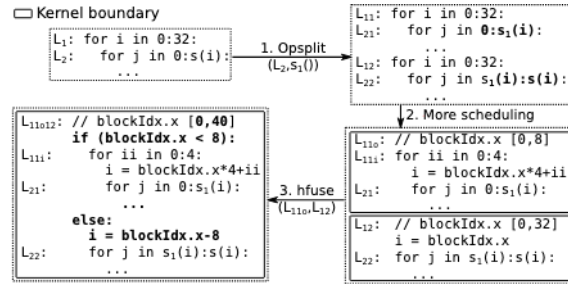 Kernel boundary
L₁: for i in 0:32:
L₂: for j in 0:s(i):
...
1. Opsplit
(L₂,s₁())
L₁₁: for i in 0:32:
L₂₁: for j in 0:s₁(i):
...
L₁₂: for i in 0:32:
L₂₂: for j in s₁(i):s(i):
...
2. More scheduling
L₁₁ₒ: // blockIdx.x [0,8]
L₁₁ᵢ: for ii in 0:4:
i = blockIdx.x*4+ii
L₂₁: for j in 0:s₁(i):
...
L₁₂: // blockIdx.x [0,32]
i = blockIdx.x
L₂₂: for j in s₁(i):s(i):
...
3. hfuse
(L₁₁ₒ,L₁₂)
L₁₁ₒ₁₂: // blockIdx.x [0,40]
if (blockIdx.x < 8):
L₁₁ᵢ: for ii in 0:4:
i = blockIdx.x*4+ii
L₂₁: for j in 0:s₁(i):
...
else:
i = blockIdx.x-8
L₂₂: for j in s₁(i):s(i):
...